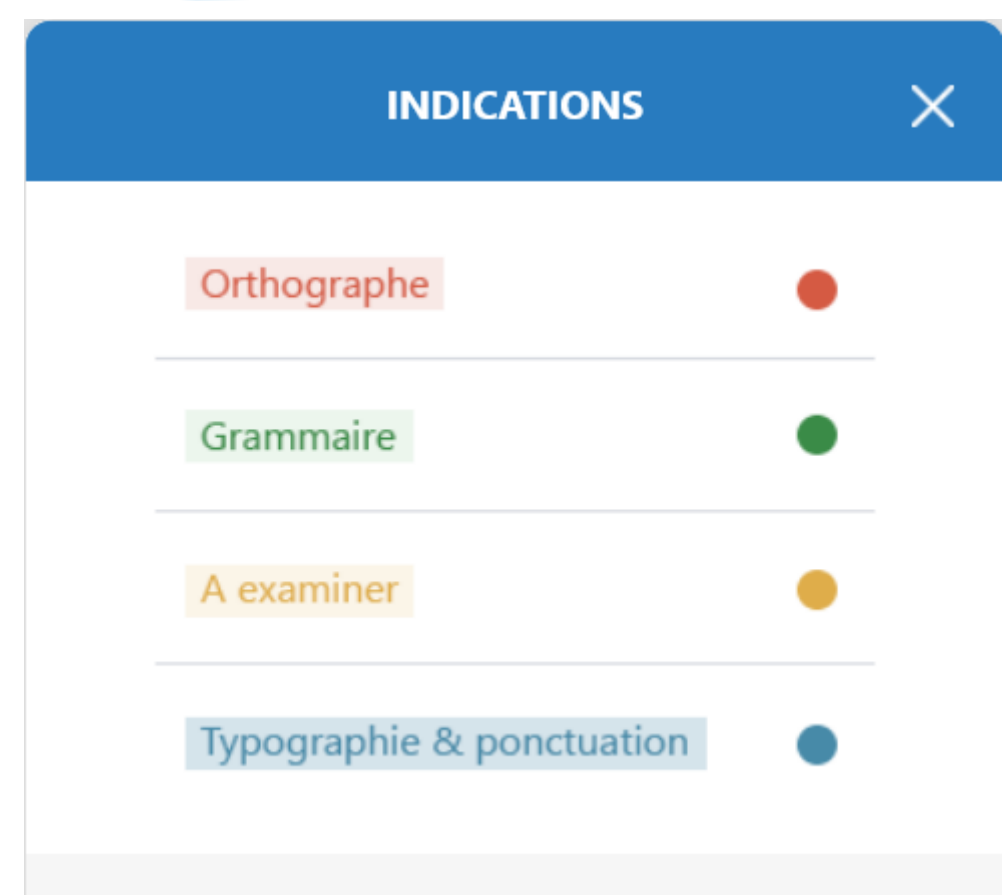 INDICATIONS
Orthographe
Grammaire
A examiner
Typographie & ponctuation